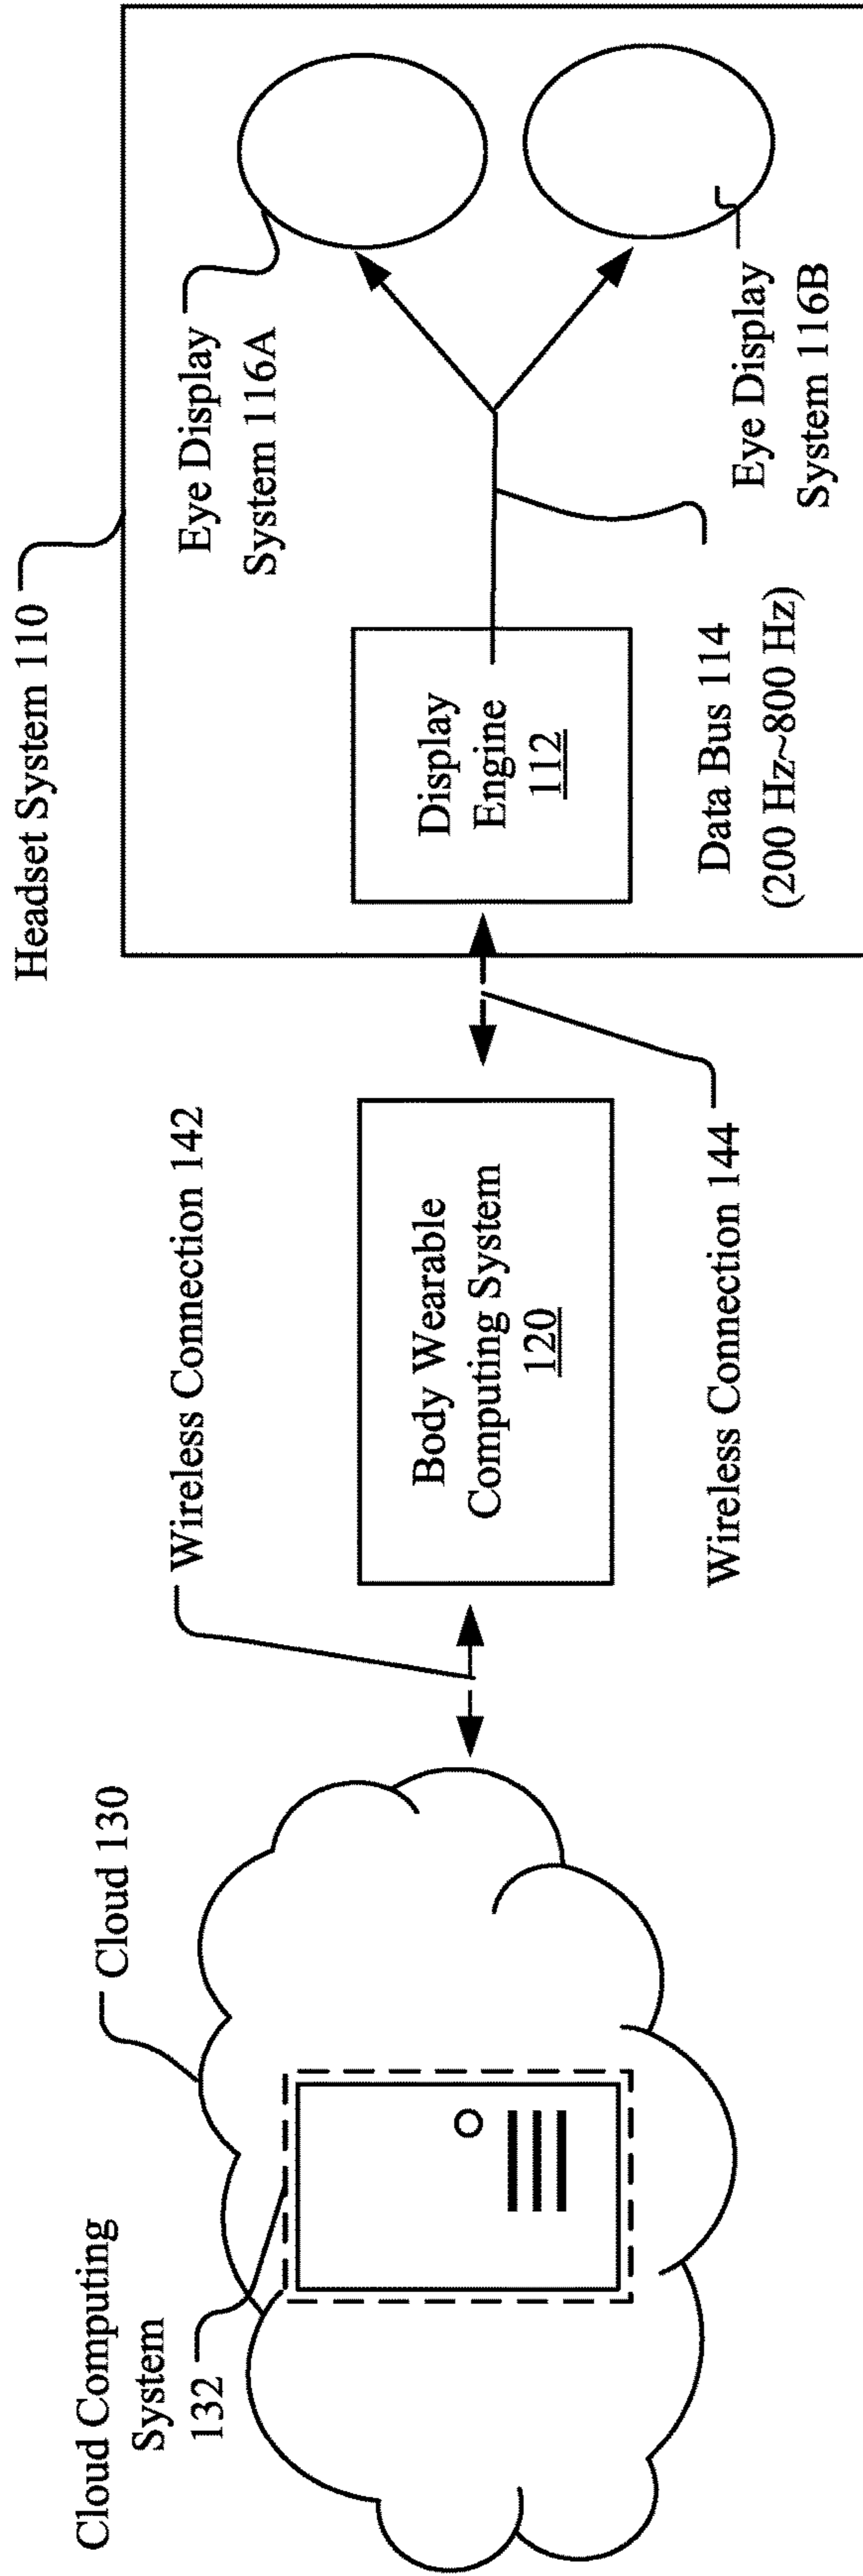 Cloud Computing
System
132
Cloud 130
Wireless Connection 142
Body Wearable
Computing System
120
Wireless Connection 144
Headset System 110
Display
Engine
112
Data Bus 114
(200 Hz~800 Hz)
Eye Display
System 116A
Eye Display
System 116B